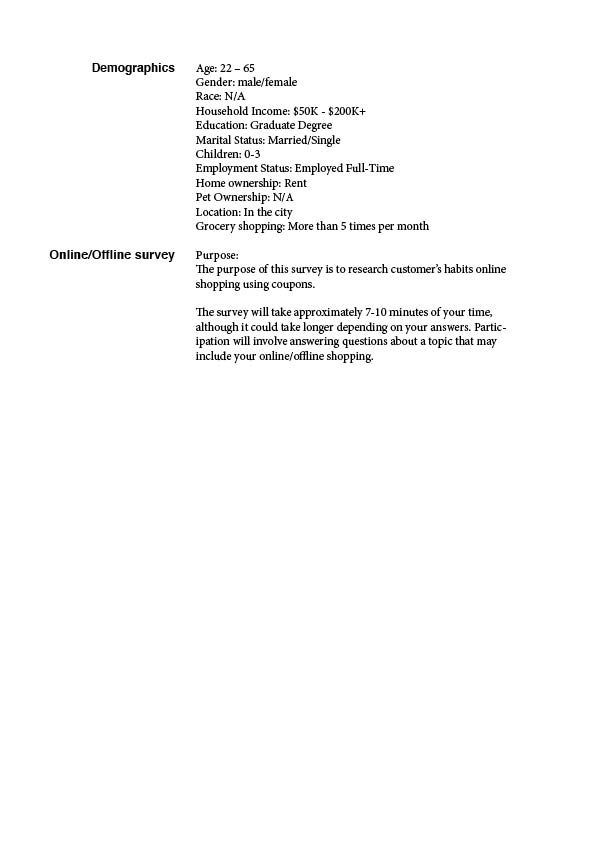 Demographics
Age: 22 – 65
Gender: male/female
Race: N/A
Household Income: $50K - $200K+
Education: Graduate Degree
Marital Status: Married/Single
Children: 0-3
Employment Status: Employed Full-Time
Home ownership: Rent
Pet Ownership: N/A
Location: In the city
Grocery shopping: More than 5 times per month
Online/Offline survey
Purpose:
The purpose of this survey is to research customer’s habits online
shopping using coupons.
The survey will take approximately 7-10 minutes of your time,
although it could take longer depending on your answers. Partic-
ipation will involve answering questions about a topic that may
include your online/offline shopping.